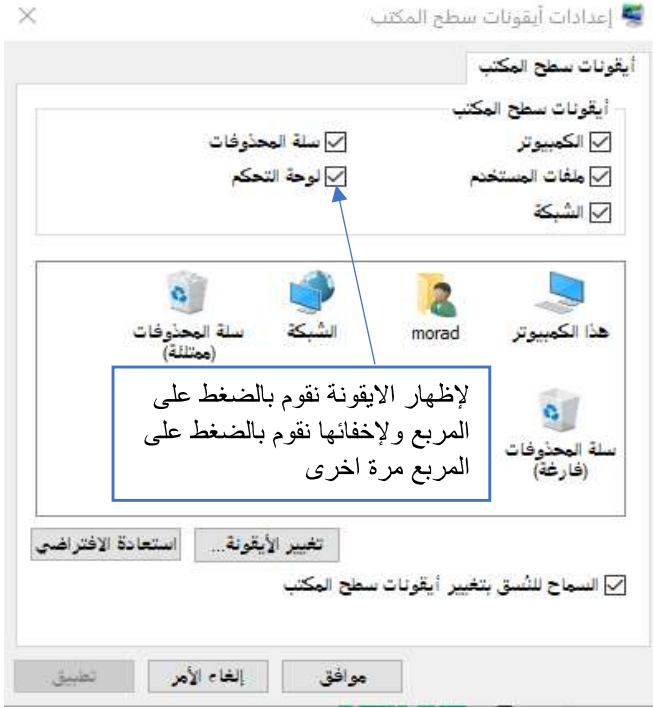 إعدادات أيقونات سطح المكتب
أيقونات سطح المكتب
أيقونات سطح المكتب
الكمبيوتر
سلة المحذوفات
ملفات المستخدم
لوحة التحكم
الشبكة
هذا الكمبيوتر
morad
الشبكة
سلة المحذوفات
(ممتلئة)
لإظهار الايقونة نقوم بالضغط على
المربع ولإخفائها نقوم بالضغط على
المربع مرة اخرى
سلة المحذوفات
(فارغة)
تغيير الأيقونة...
استعادة الافتراضي
السماح للنُسق بتغيير أيقونات سطح المكتب
موافق
إلغاء الأمر
تطبيق